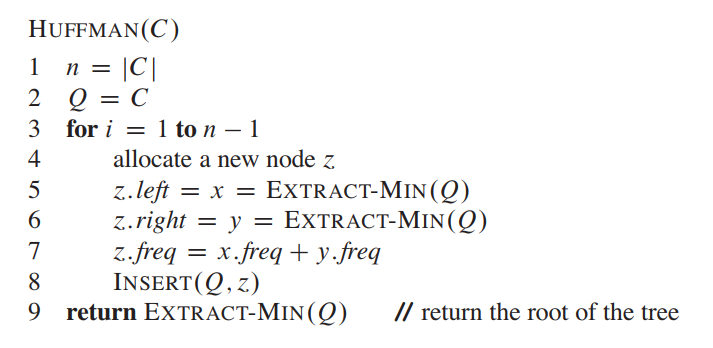 HUFFMAN(C)
1 n = |C|
2 Q = C
3 for i = 1 to n − 1
4 allocate a new node z
5 z.left = x = EXTRACT-MIN(Q)
6 z.right = y = EXTRACT-MIN(Q)
7 z.freq = x.freq + y.freq
8 INSERT(Q, z)
9 return EXTRACT-MIN(Q) // return the root of the tree